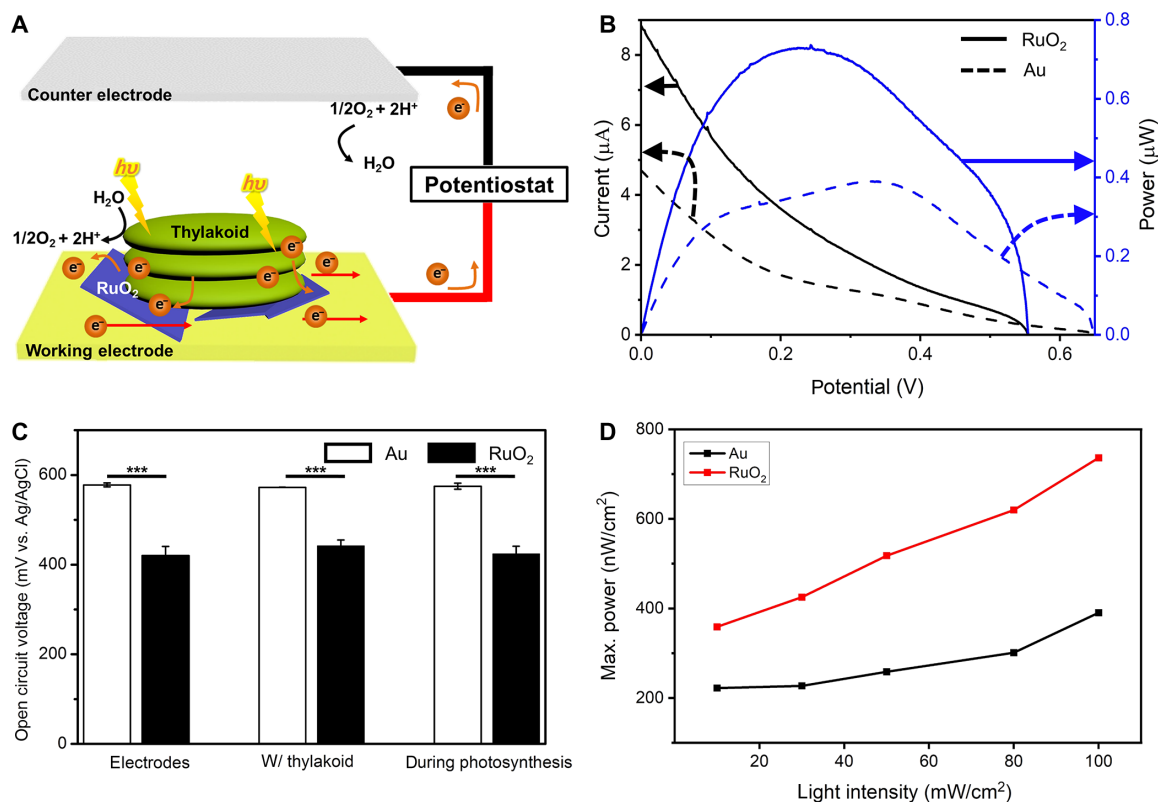 A
Counter electrode
1/2O₂ + 2H⁺
H₂O
e⁻
Potentiostat
hυ
hυ
H₂O
1/2O₂ + 2H⁺
Thylakoid
e⁻
e⁻
e⁻
e⁻
e⁻
e⁻
RuO₂
e⁻
e⁻
e⁻
Working electrode
B
Current (µA)
8
6
4
2
0
0.0
0.2
0.4
0.6
Potential (V)
0.8
0.6
0.4
0.2
0.0
Power (µW)
RuO₂
Au
C
Open circuit voltage (mV vs. Ag/AgCl)
600
400
200
0
Au
RuO₂
***
***
***
Electrodes
W/ thylakoid
During photosynthesis
D
Max. power (nW/cm²)
800
600
400
200
Au
RuO₂
20
40
60
80
100
Light intensity (mW/cm²)